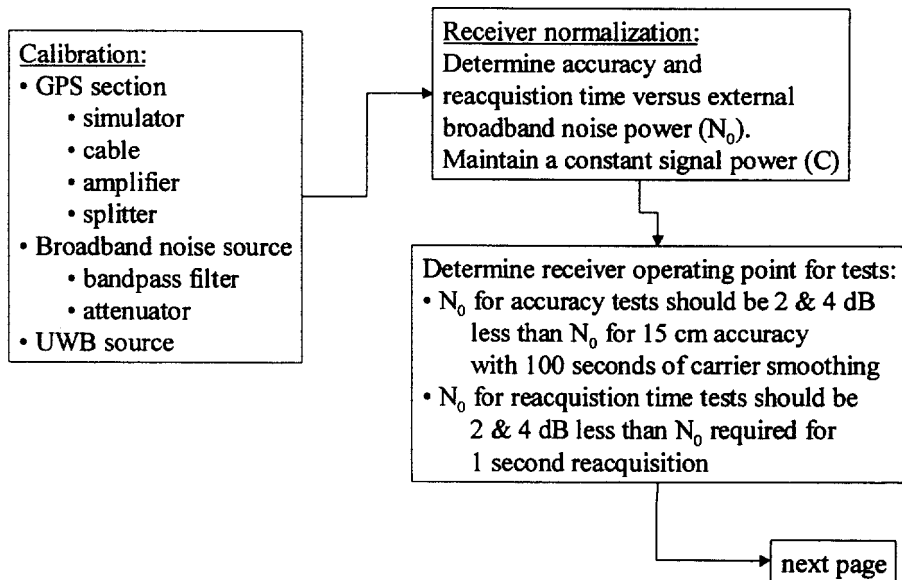 Calibration:
• GPS section
• simulator
• cable
• amplifier
• splitter
• Broadband noise source
• bandpass filter
• attenuator
• UWB source
Receiver normalization:
Determine accuracy and
reacquistion time versus external
broadband noise power (N₀).
Maintain a constant signal power (C)
Determine receiver operating point for tests:
• N₀ for accuracy tests should be 2 & 4 dB
less than N₀ for 15 cm accuracy
with 100 seconds of carrier smoothing
• N₀ for reacquistion time tests should be
2 & 4 dB less than N₀ required for
1 second reacquisition
next page